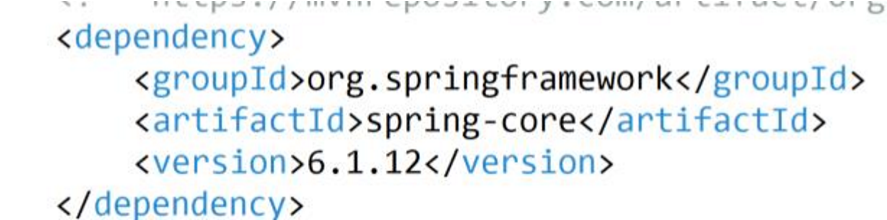 <dependency>
<groupId>org.springframework</groupId>
<artifactId>spring-core</artifactId>
<version>6.1.12</version>
</dependency>